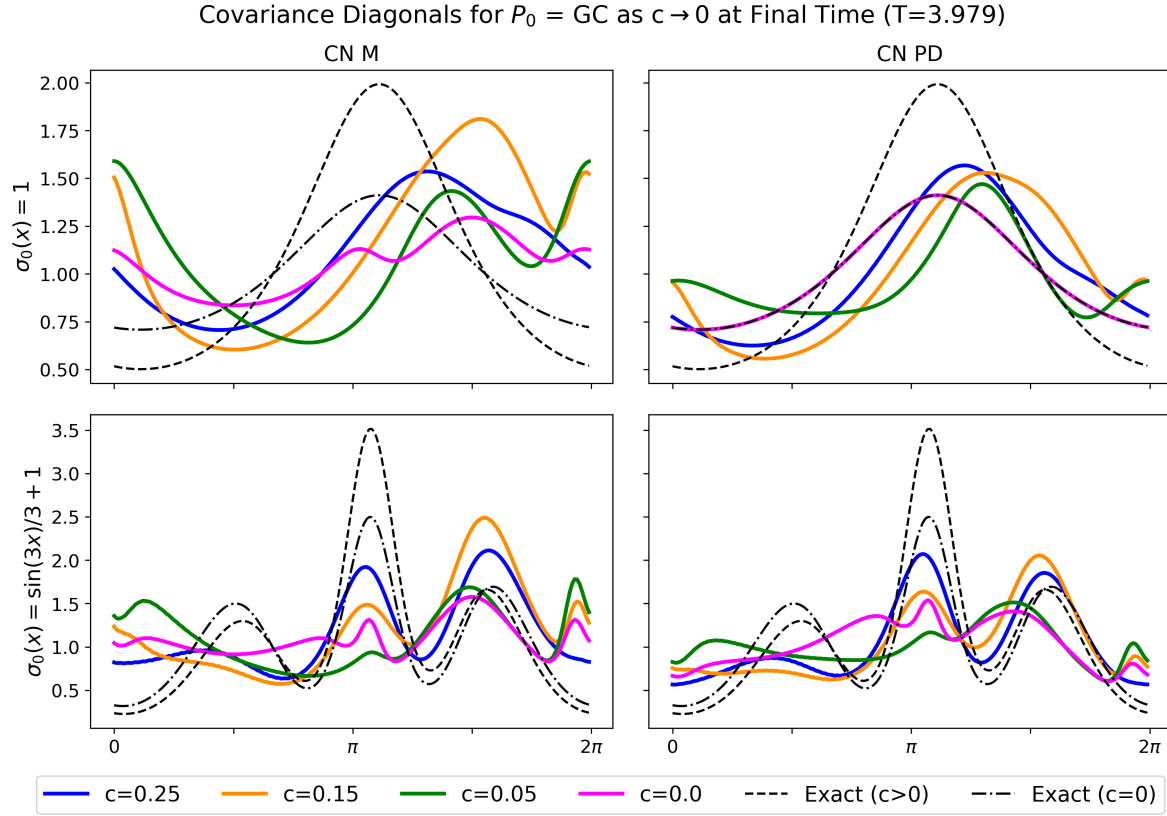 Covariance Diagonals for P₀ = GC as c→0 at Final Time (T=3.979)
CN M
CN PD
σ₀(x) = 1
2.00
1.75
1.50
1.25
1.00
0.75
0.50
σ₀(x) = sin(3x)/3 + 1
3.5
3.0
2.5
2.0
1.5
1.0
0.5
0 π 2π
0 π 2π
c=0.25 c=0.15 c=0.05 c=0.0 Exact (c>0) Exact (c=0)